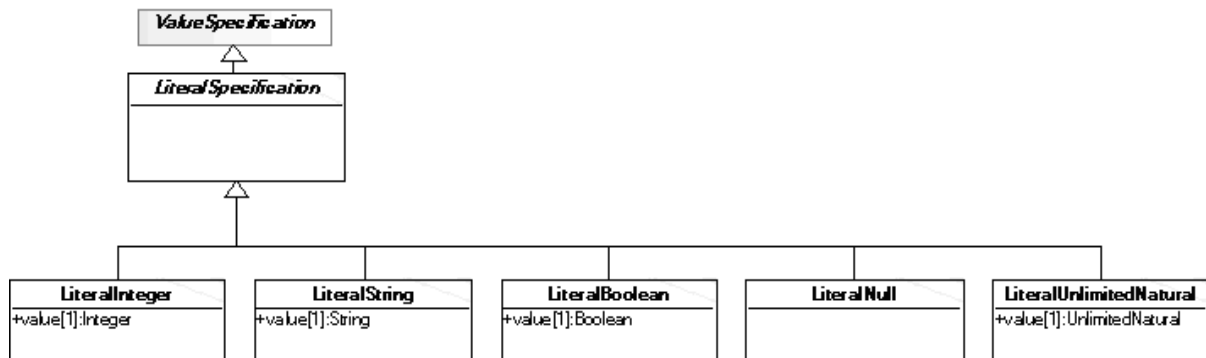 ValueSpecification
LiteralSpecification
LiteralInteger
+value[1]:Integer
LiteralString
+value[1]:String
LiteralBoolean
+value[1]:Boolean
LiteralNull
LiteralUnlimitedNatural
+value[1]:UnlimitedNatural